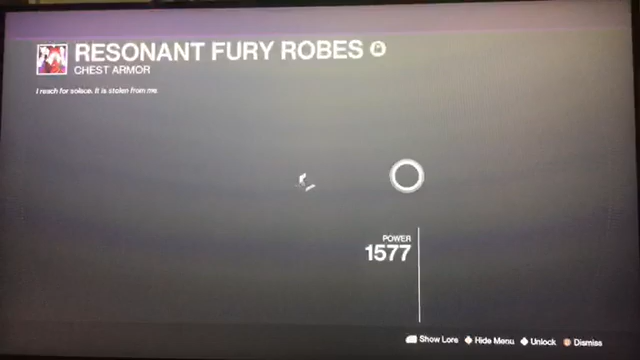 RESONANT FURY ROBES
CHEST ARMOR
I reach for solace. It is stolen from me.
POWER
1577
Show Lore Hide Menu Unlock Dismiss